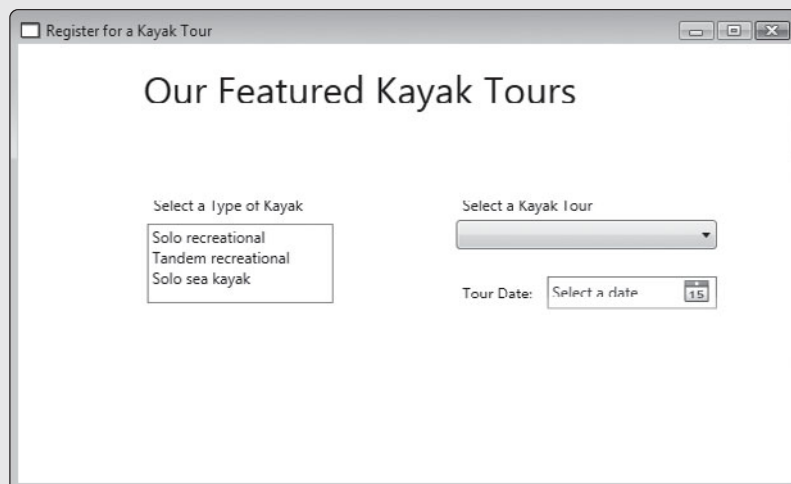 Register for a Kayak Tour
Our Featured Kayak Tours
Select a Type of Kayak
Select a Kayak Tour
Solo recreational
Tandem recreational
Solo sea kayak
Tour Date:
Select a date
15